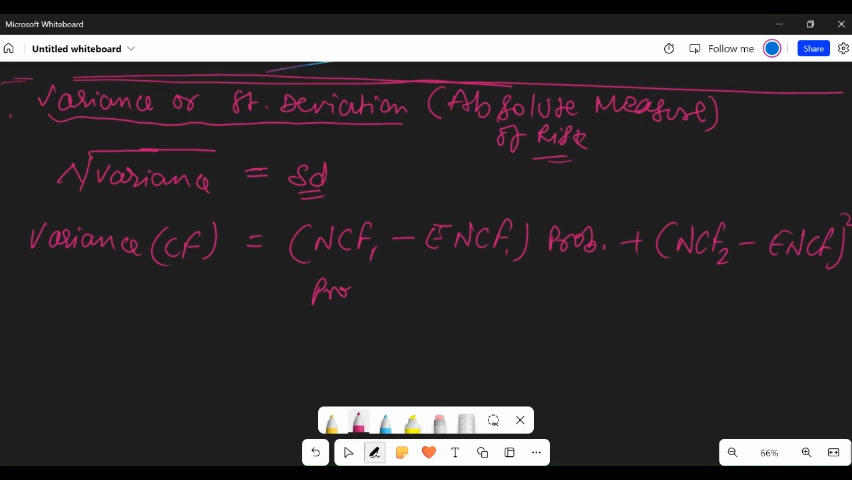 Microsoft Whiteboard
Untitled whiteboard
Follow me
Share
Variance or St. Deviation (Absolute Measure
of Risk)
√Variance = Sd
Variance (CF) = (NCF₁ - ENCF₁) Prob. + (NCF₂ - ENCF₁)²
Pro
T
66%